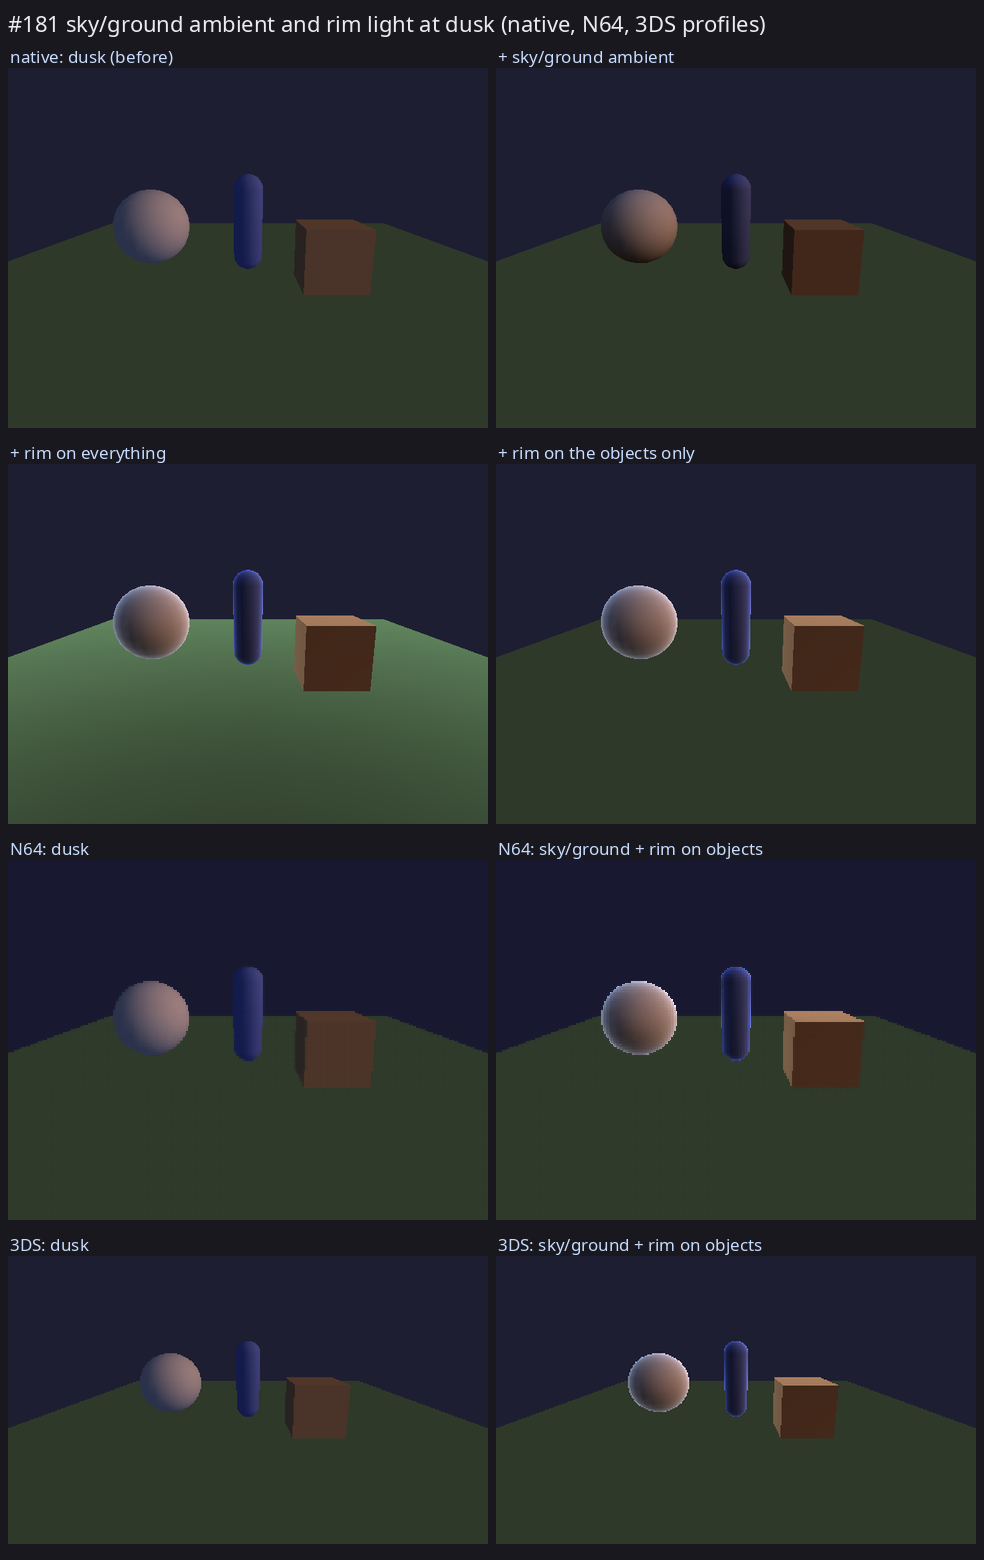 #181 sky/ground ambient and rim light at dusk (native, N64, 3DS profiles)
native: dusk (before)
+ sky/ground ambient
+ rim on everything
+ rim on the objects only
N64: dusk
N64: sky/ground + rim on objects
3DS: dusk
3DS: sky/ground + rim on objects